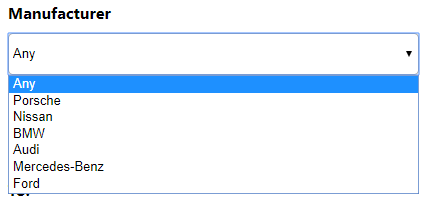 Manufacturer
Any
Any
Porsche
Nissan
BMW
Audi
Mercedes-Benz
Ford